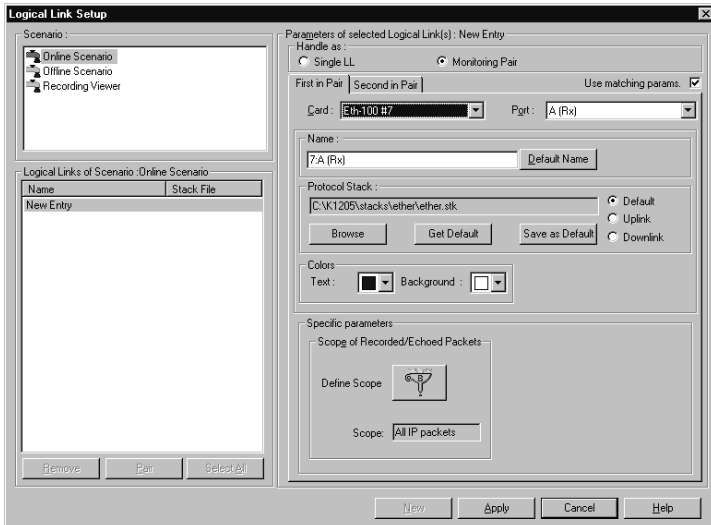 Logical Link Setup
Scenario :
Online Scenario
Offline Scenario
Recording Viewer
Logical Links of Scenario :Online Scenario
Name Stack File
New Entry
Remove Pair Select All
Parameters of selected Logical Link(s) : New Entry
Handle as :
Single LL Monitoring Pair
First in Pair Second in Pair Use matching params.
Card : Eth-100 #7 Port : A (Rx)
Name :
7:A (Rx) Default Name
Protocol Stack :
C:\K1205\stacks\ether\ether.stk
Default
Uplink
Downlink
Browse Get Default Save as Default
Colors
Text : Background :
Specific parameters
Scope of Recorded/Echoed Packets
Define Scope
Scope: All IP packets
New Apply Cancel Help